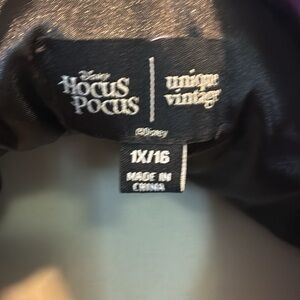 Disney
HOCUS
POCUS
unique
vintage
©Disney
1X/16
MADE IN
CHINA